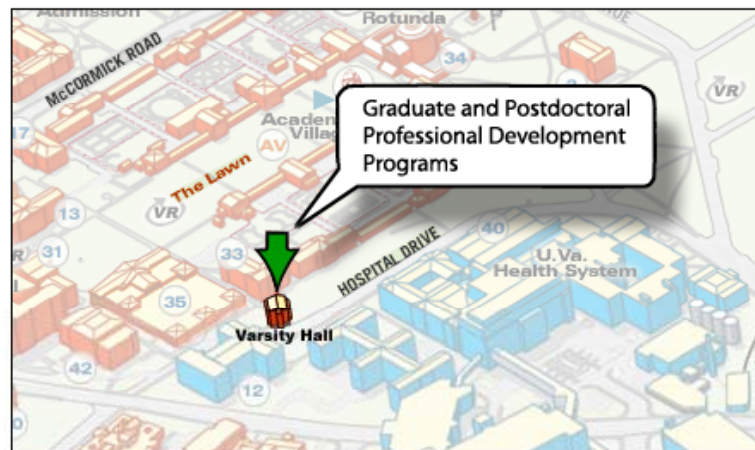 Admission
Rotunda
McCORMICK ROAD
34
VR
17
Graduate and Postdoctoral
Professional Development
Programs
Academ
Villag
AV
The Lawn
13
VR
31
VR
33
40
HOSPITAL DRIVE
U.Va.
Health System
35
Varsity Hall
42
12